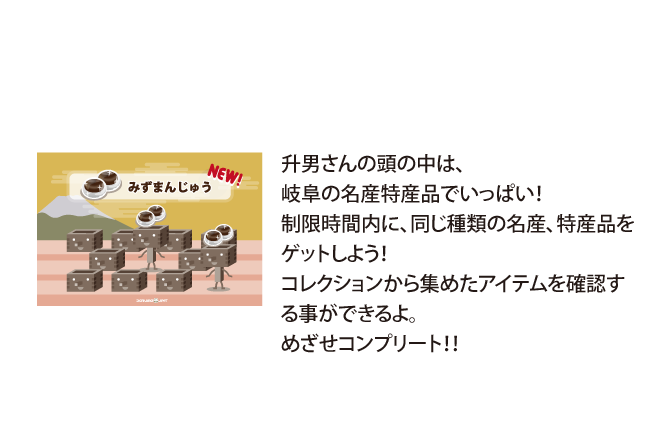 みずまんじゅう
NEW!
升男さんの頭の中は、
岐阜の名産特産品でいっぱい!
制限時間内に、同じ種類の名産、特産品を
ゲットしよう!
コレクションから集めたアイテムを確認す
る事ができるよ。
めざせコンプリート!!